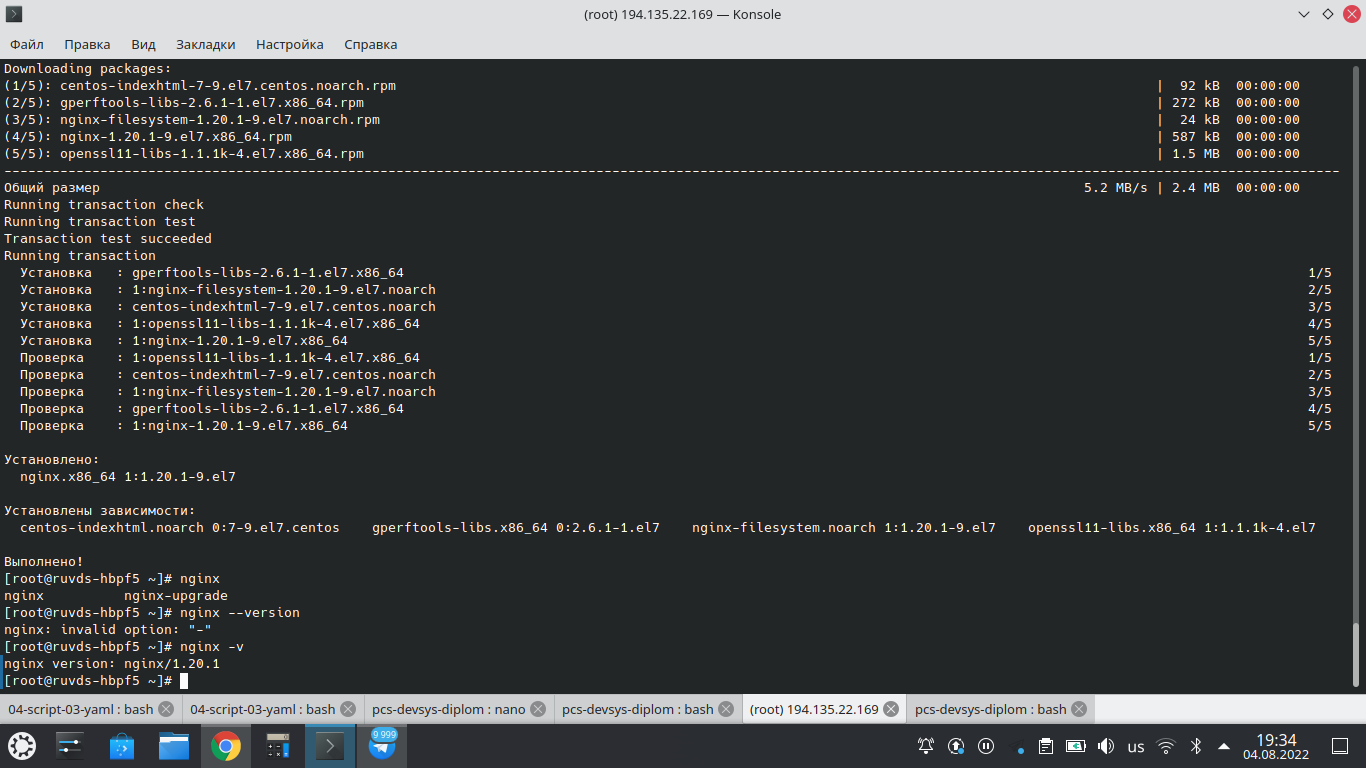 (root) 194.135.22.169 — Konsole
Файл Правка Вид Закладки Настройка Справка
Downloading packages:
(1/5): centos-indexhtml-7-9.el7.centos.noarch.rpm | 92 kB 00:00:00
(2/5): gperftools-libs-2.6.1-1.el7.x86_64.rpm | 272 kB 00:00:00
(3/5): nginx-filesystem-1.20.1-9.el7.noarch.rpm | 24 kB 00:00:00
(4/5): nginx-1.20.1-9.el7.x86_64.rpm | 587 kB 00:00:00
(5/5): openssl11-libs-1.1.1k-4.el7.x86_64.rpm | 1.5 MB 00:00:00
--------------------------------------------------------------------------------
Общий размер 5.2 MB/s | 2.4 MB 00:00:00
Running transaction check
Running transaction test
Transaction test succeeded
Running transaction
Установка : gperftools-libs-2.6.1-1.el7.x86_64 1/5
Установка : 1:nginx-filesystem-1.20.1-9.el7.noarch 2/5
Установка : centos-indexhtml-7-9.el7.centos.noarch 3/5
Установка : 1:openssl11-libs-1.1.1k-4.el7.x86_64 4/5
Установка : 1:nginx-1.20.1-9.el7.x86_64 5/5
Проверка : 1:openssl11-libs-1.1.1k-4.el7.x86_64 1/5
Проверка : centos-indexhtml-7-9.el7.centos.noarch 2/5
Проверка : 1:nginx-filesystem-1.20.1-9.el7.noarch 3/5
Проверка : gperftools-libs-2.6.1-1.el7.x86_64 4/5
Проверка : 1:nginx-1.20.1-9.el7.x86_64 5/5
Установлено:
nginx.x86_64 1:1.20.1-9.el7
Установлены зависимости:
centos-indexhtml.noarch 0:7-9.el7.centos gperftools-libs.x86_64 0:2.6.1-1.el7 nginx-filesystem.noarch 1:1.20.1-9.el7 openssl11-libs.x86_64 1:1.1.1k-4.el7
Выполнено!
[root@ruvds-hbpf5 ~]# nginx
nginx nginx-upgrade
[root@ruvds-hbpf5 ~]# nginx --version
nginx: invalid option: "-"
[root@ruvds-hbpf5 ~]# nginx -v
nginx version: nginx/1.20.1
[root@ruvds-hbpf5 ~]#
04-script-03-yaml : bash 04-script-03-yaml : bash pcs-devsys-diplom : nano pcs-devsys-diplom : bash (root) 194.135.22.169 pcs-devsys-diplom : bash
9 999
us
19:34
04.08.2022